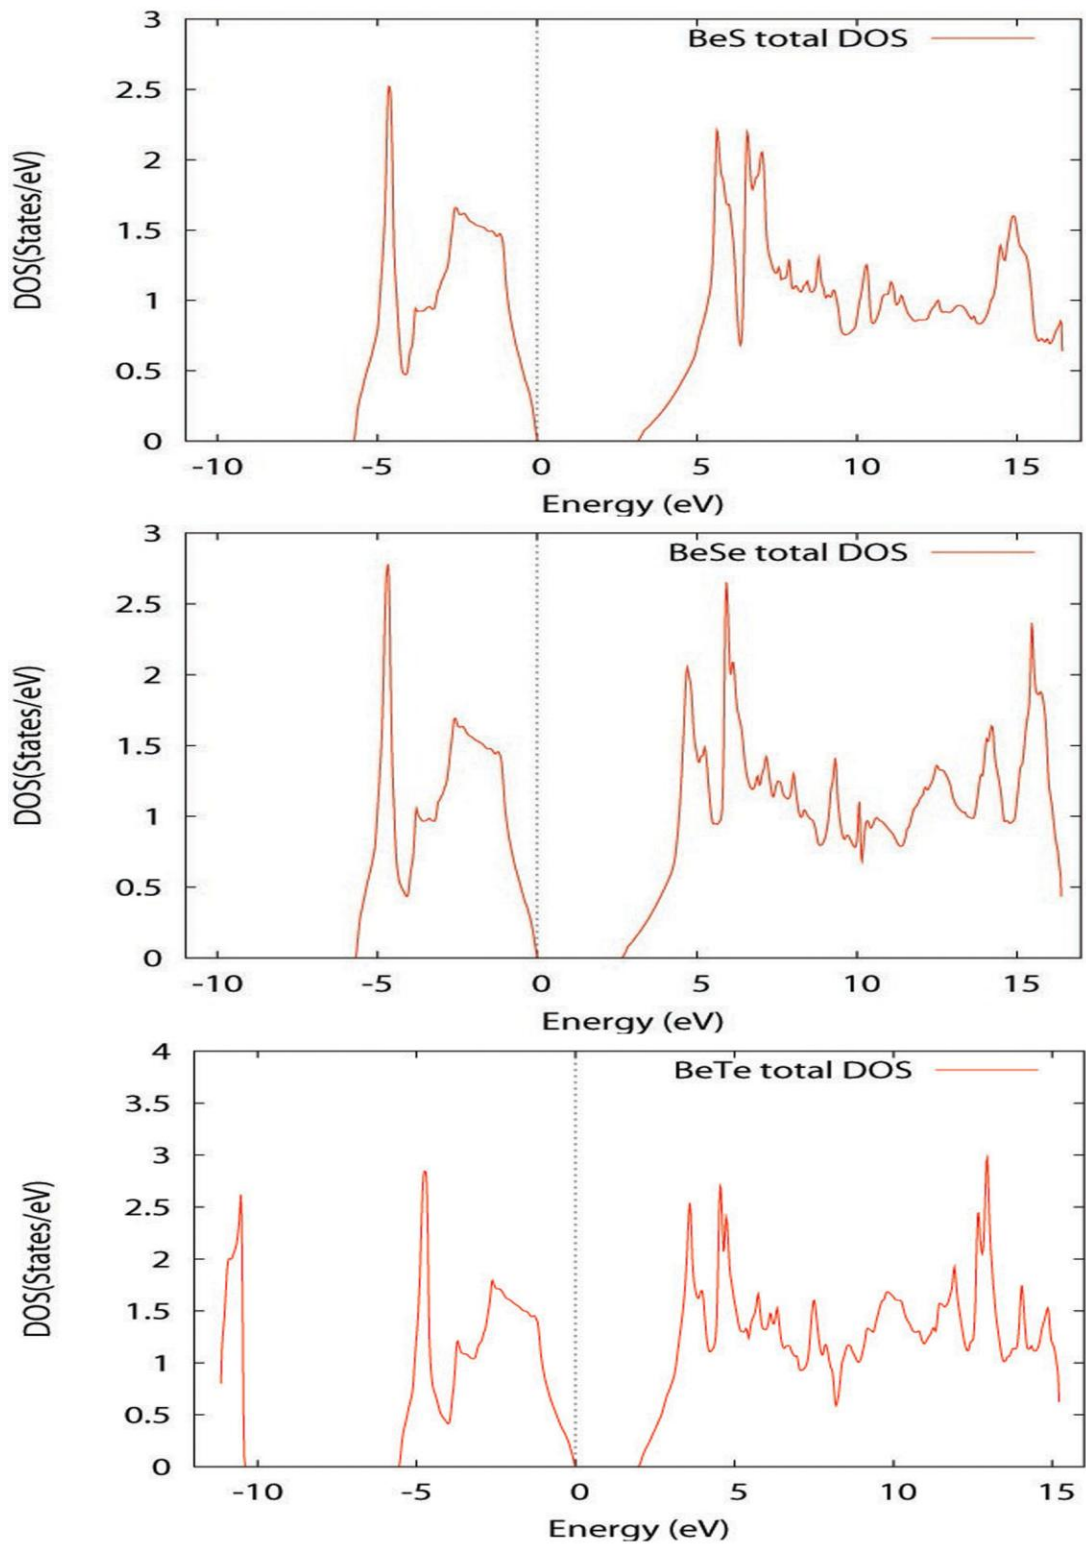 BeS total DOS
3
2.5
2
1.5
1
0.5
0
DOS(States/eV)
-10 -5 0 5 10 15
Energy (eV)
BeSe total DOS
3
2.5
2
1.5
1
0.5
0
DOS(States/eV)
-10 -5 0 5 10 15
Energy (eV)
BeTe total DOS
4
3.5
3
2.5
2
1.5
1
0.5
0
DOS(States/eV)
-10 -5 0 5 10 15
Energy (eV)